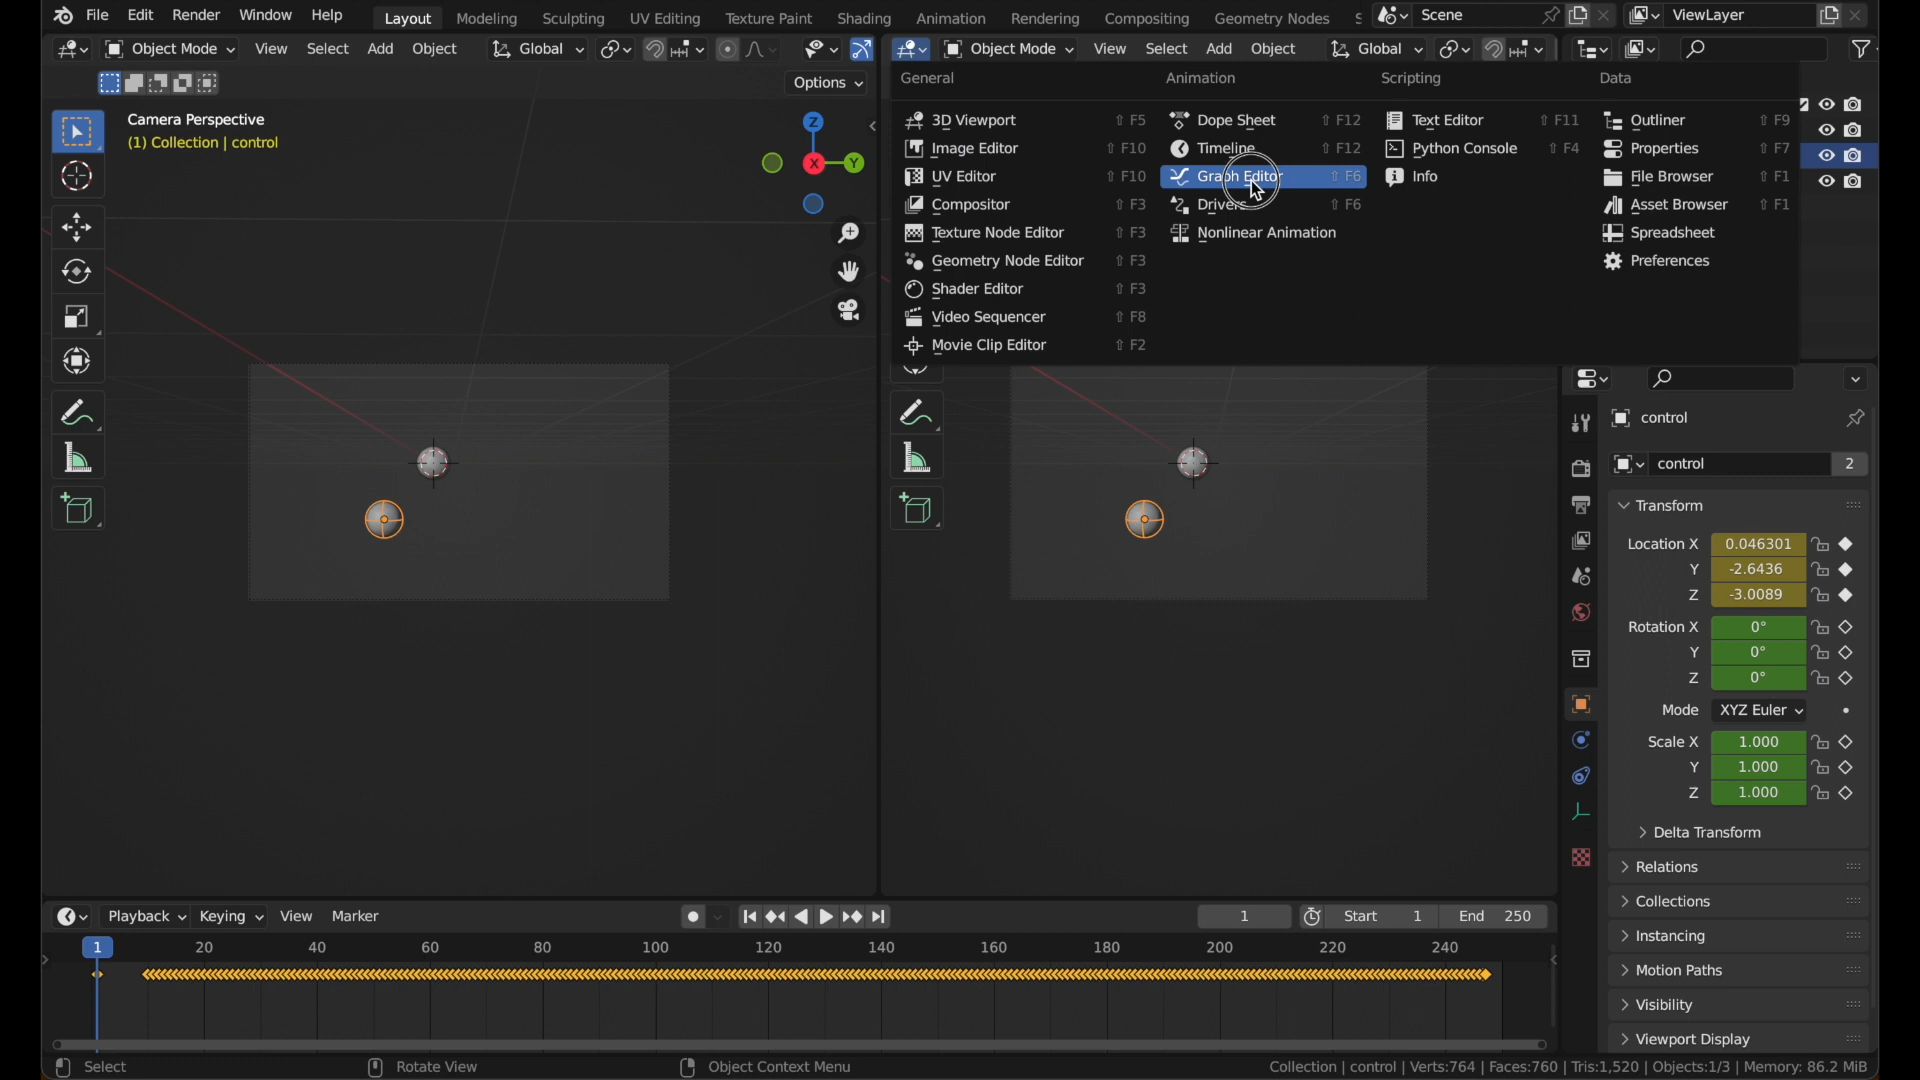 File Edit Render Window Help Layout Modeling Sculpting UV Editing Texture Paint Shading Animation Rendering Compositing Geometry Nodes S Scene ViewLayer
Object Mode View Select Add Object Global Object Mode View Select Add Object Global
Options
General Animation Scripting Data
3D Viewport ⇧ F5 Dope Sheet ⇧ F12 Text Editor ⇧ F11 Outliner ⇧ F9
Image Editor ⇧ F10 Timeline ⇧ F12 Python Console ⇧ F4 Properties ⇧ F7
UV Editor ⇧ F10 Graph Editor ⇧ F6 Info File Browser ⇧ F1
Compositor ⇧ F3 Drivers ⇧ F6 Asset Browser ⇧ F1
Texture Node Editor ⇧ F3 Nonlinear Animation Spreadsheet
Geometry Node Editor ⇧ F3 Preferences
Shader Editor ⇧ F3
Video Sequencer ⇧ F8
Movie Clip Editor ⇧ F2
Camera Perspective
(1) Collection | control
Z
X Y
control
control 2
Transform
Location X 0.046301
Y -2.6436
Z -3.0089
Rotation X 0°
Y 0°
Z 0°
Mode XYZ Euler
Scale X 1.000
Y 1.000
Z 1.000
Delta Transform
Relations
Collections
Instancing
Motion Paths
Visibility
Viewport Display
Playback Keying View Marker 1 Start 1 End 250
1 20 40 60 80 100 120 140 160 180 200 220 240
Select Rotate View Object Context Menu Collection | control | Verts:764 | Faces:760 | Tris:1,520 | Objects:1/3 | Memory: 86.2 MiB